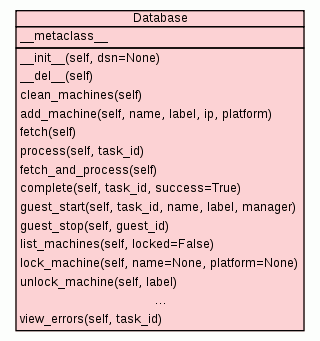 Database
__metaclass__
__init__(self, dsn=None)
__del__(self)
clean_machines(self)
add_machine(self, name, label, ip, platform)
fetch(self)
process(self, task_id)
fetch_and_process(self)
complete(self, task_id, success=True)
guest_start(self, task_id, name, label, manager)
guest_stop(self, guest_id)
list_machines(self, locked=False)
lock_machine(self, name=None, platform=None)
unlock_machine(self, label)
...
view_errors(self, task_id)